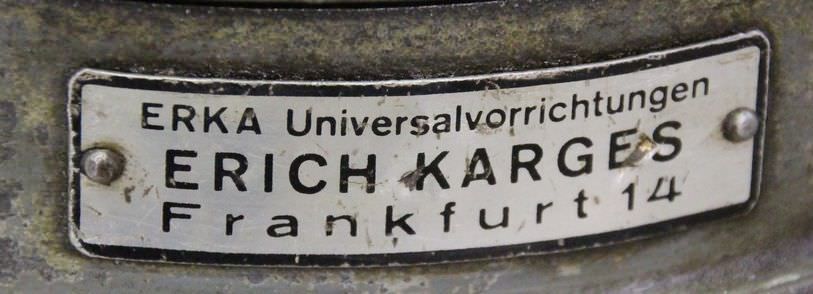 ERKA Universalvorrichtungen
ERICH KARGES
Frankfurt 14